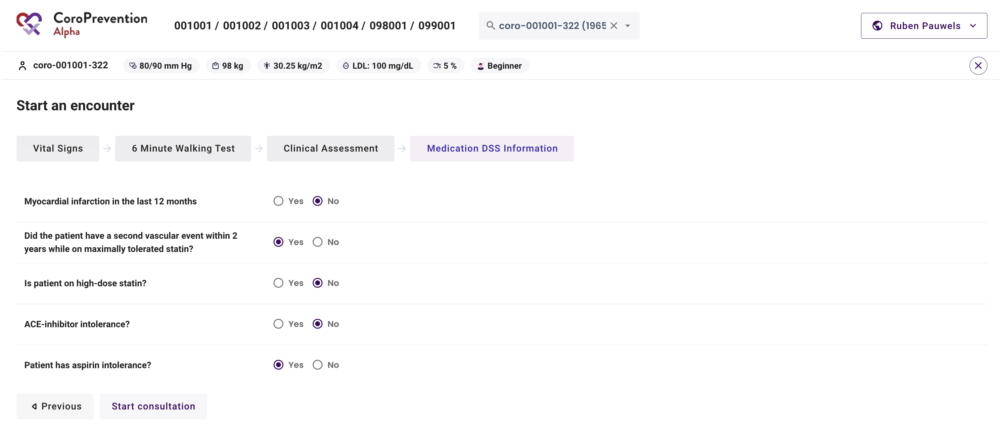 CoroPrevention
Alpha
001001 / 001002 / 001003 / 001004 / 098001 / 099001
coro-001001-322 (1965
Ruben Pauwels
coro-001001-322
80/90 mm Hg
98 kg
30.25 kg/m2
LDL: 100 mg/dL
5 %
Beginner
Start an encounter
Vital Signs
6 Minute Walking Test
Clinical Assessment
Medication DSS Information
Myocardial infarction in the last 12 months
Yes No
Did the patient have a second vascular event within 2
years while on maximally tolerated statin?
Yes No
Is patient on high-dose statin?
Yes No
ACE-inhibitor intolerance?
Yes No
Patient has aspirin intolerance?
Yes No
Previous
Start consultation